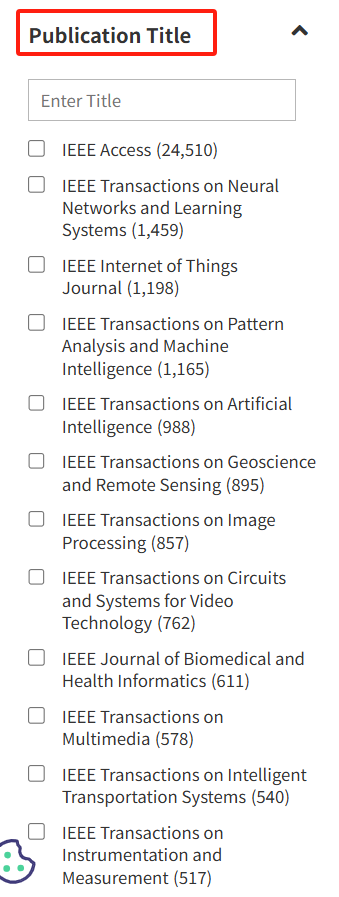 Publication Title
Enter Title
IEEE Access (24,510)
IEEE Transactions on Neural
Networks and Learning
Systems (1,459)
IEEE Internet of Things
Journal (1,198)
IEEE Transactions on Pattern
Analysis and Machine
Intelligence (1,165)
IEEE Transactions on Artificial
Intelligence (988)
IEEE Transactions on Geoscience
and Remote Sensing (895)
IEEE Transactions on Image
Processing (857)
IEEE Transactions on Circuits
and Systems for Video
Technology (762)
IEEE Journal of Biomedical and
Health Informatics (611)
IEEE Transactions on
Multimedia (578)
IEEE Transactions on Intelligent
Transportation Systems (540)
IEEE Transactions on
Instrumentation and
Measurement (517)